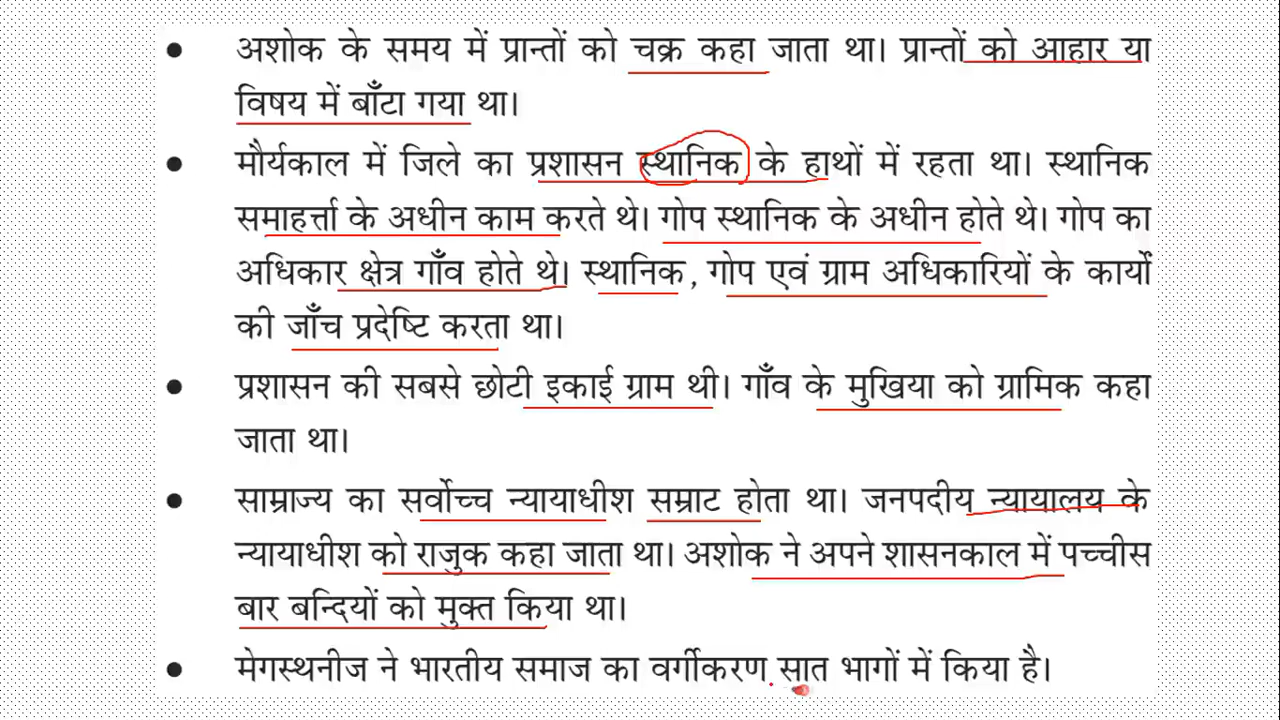 • अशोक के समय में प्रान्तों को चक्र कहा जाता था। प्रान्तों को आहार या
विषय में बाँटा गया था।
• मौर्यकाल में जिले का प्रशासन स्थानिक के हाथों में रहता था। स्थानिक
समाहर्त्ता के अधीन काम करते थे। गोप स्थानिक के अधीन होते थे। गोप का
अधिकार क्षेत्र गाँव होते थे। स्थानिक, गोप एवं ग्राम अधिकारियों के कार्यों
की जाँच प्रदेष्टि करता था।
• प्रशासन की सबसे छोटी इकाई ग्राम थी। गाँव के मुखिया को ग्रामिक कहा
जाता था।
• साम्राज्य का सर्वोच्च न्यायाधीश सम्राट होता था। जनपदीय न्यायालय के
न्यायाधीश को राजुक कहा जाता था। अशोक ने अपने शासनकाल में पच्चीस
बार बन्दियों को मुक्त किया था।
• मेगस्थनीज ने भारतीय समाज का वर्गीकरण सात भागों में किया है।